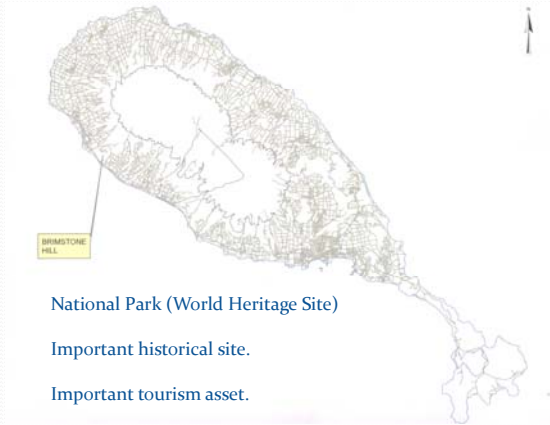 BRIMSTONE
HILL
National Park (World Heritage Site)
Important historical site.
Important tourism asset.